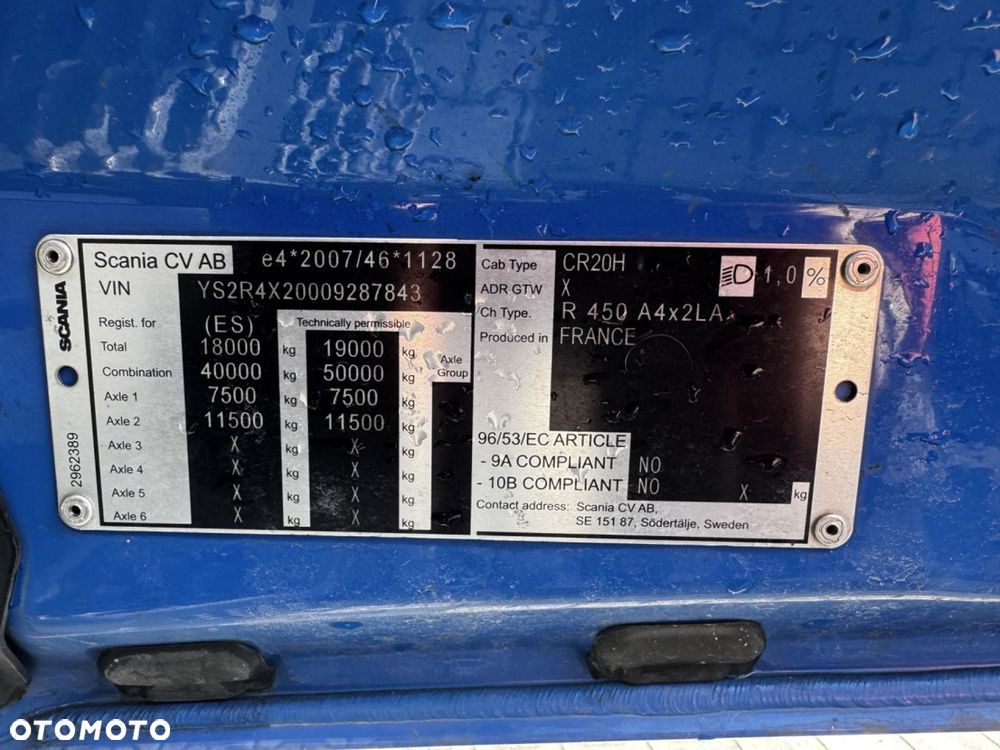 Scania CV AB e4*2007/46*1128
VIN YS2R4X20009287843
Regist. for (ES) Technically permissible
Total 18000 kg 19000 kg Axle
Combination 40000 kg 50000 kg Group
Axle 1 7500 kg 7500 kg
Axle 2 11500 kg 11500 kg
Axle 3 X kg X kg
Axle 4 X kg X kg
Axle 5 X kg X kg
Axle 6 X kg X kg
SCANIA
2962389
Cab Type CR20H 1,0 %
ADR GTW X
Ch Type. R 450 A4x2LA
Produced in FRANCE
96/53/EC ARTICLE
- 9A COMPLIANT NO
- 10B COMPLIANT NO X kg
Contact address: Scania CV AB,
SE 151 87, Södertälje, Sweden
OTOMOTO